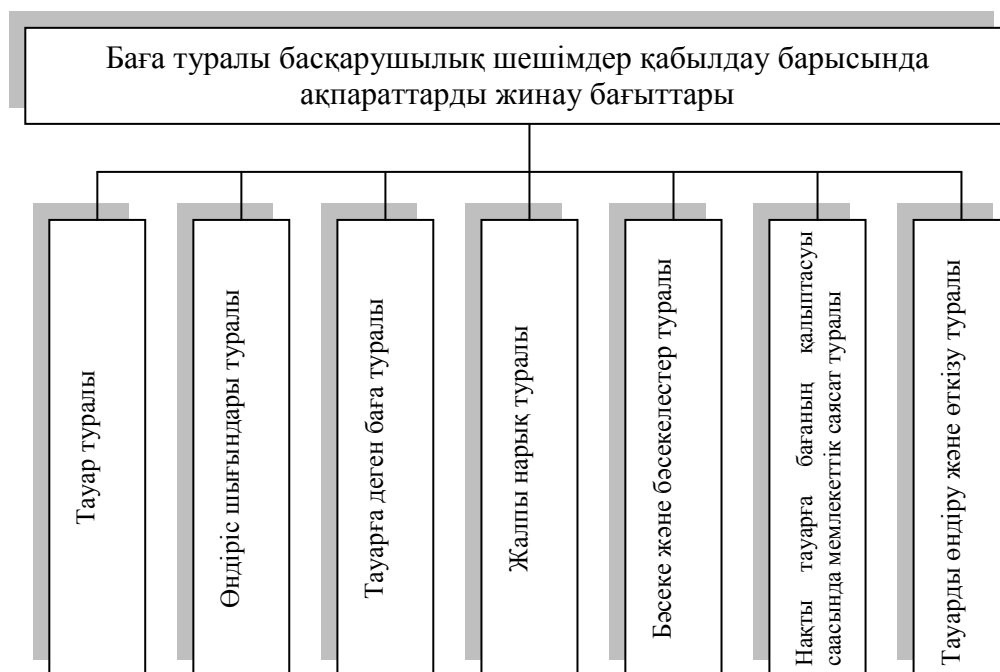 Баға туралы басқарушылық шешімдер қабылдау барысында
ақпараттарды жинау бағыттары
Тауар туралы
Өндіріс шығындары туралы
Тауарға деген баға туралы
Жалпы нарық туралы
Бәсеке және бәсекелестер туралы
Нақты тауарға бағаның қалыптасуы
саасында мемлекеттік саясат туралы
Тауарды өндіру және өткізу туралы